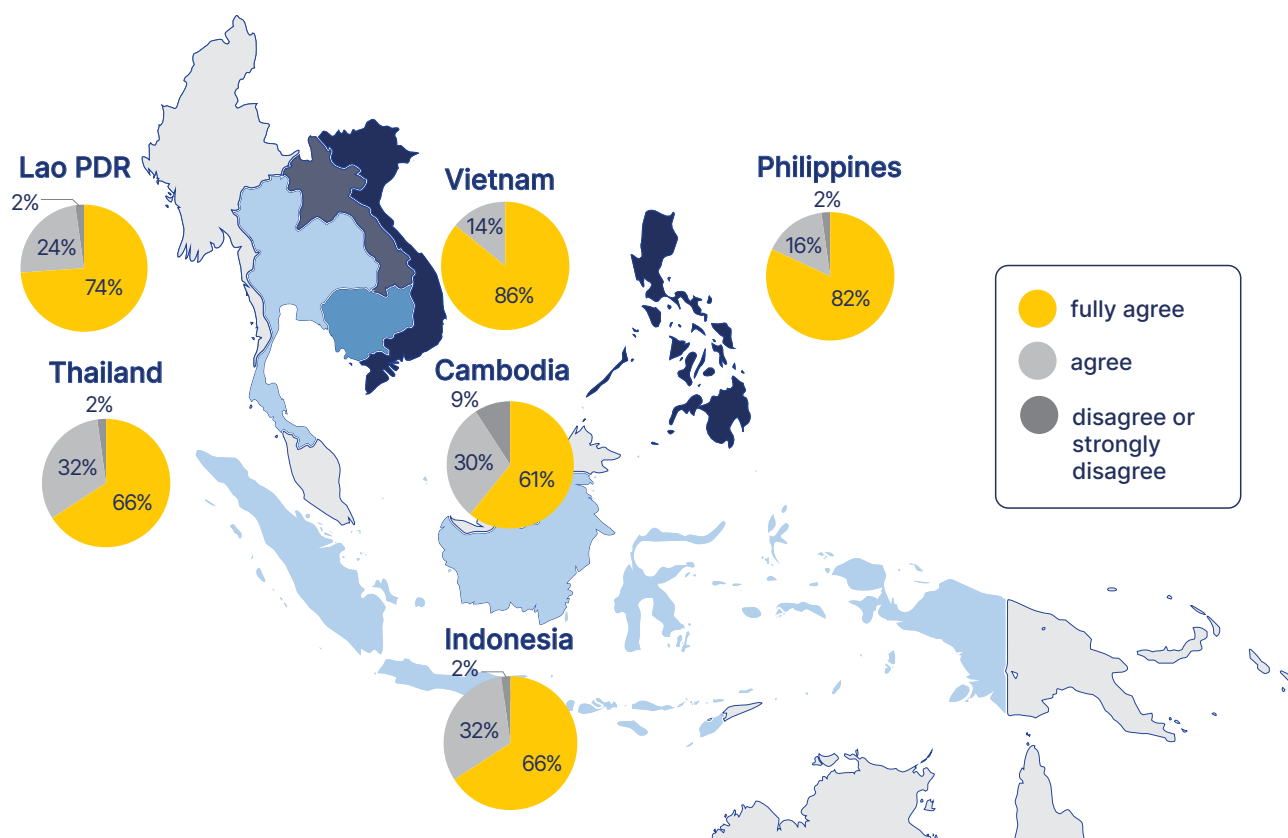 Lao PDR
2%
24%
74%
Vietnam
14%
86%
Philippines
2%
16%
82%
fully agree
agree
disagree or
strongly
disagree
Thailand
2%
32%
66%
Cambodia
9%
30%
61%
Indonesia
2%
32%
66%